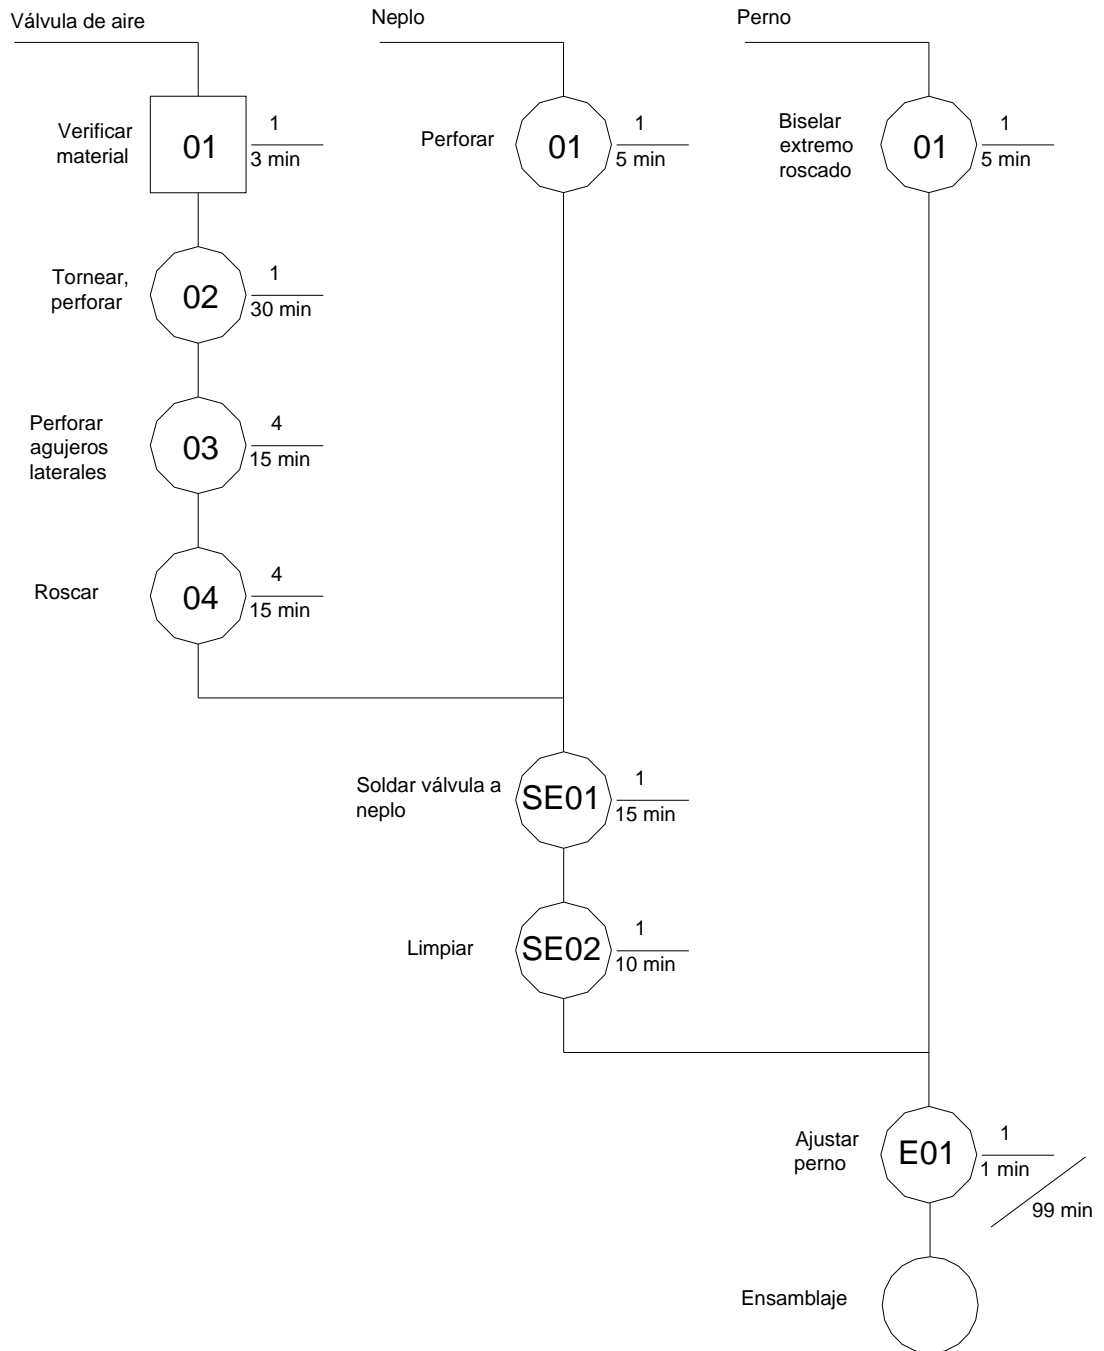 Válvula de aire
Neplo
Perno
Verificar
material
01
1
3 min
Perforar
01
1
5 min
Biselar
extremo
roscado
01
1
5 min
Tornear,
perforar
02
1
30 min
Perforar
agujeros
laterales
03
4
15 min
Roscar
04
4
15 min
Soldar válvula a
neplo
SE01
1
15 min
Limpiar
SE02
1
10 min
Ajustar
perno
E01
1
1 min
99 min
Ensamblaje